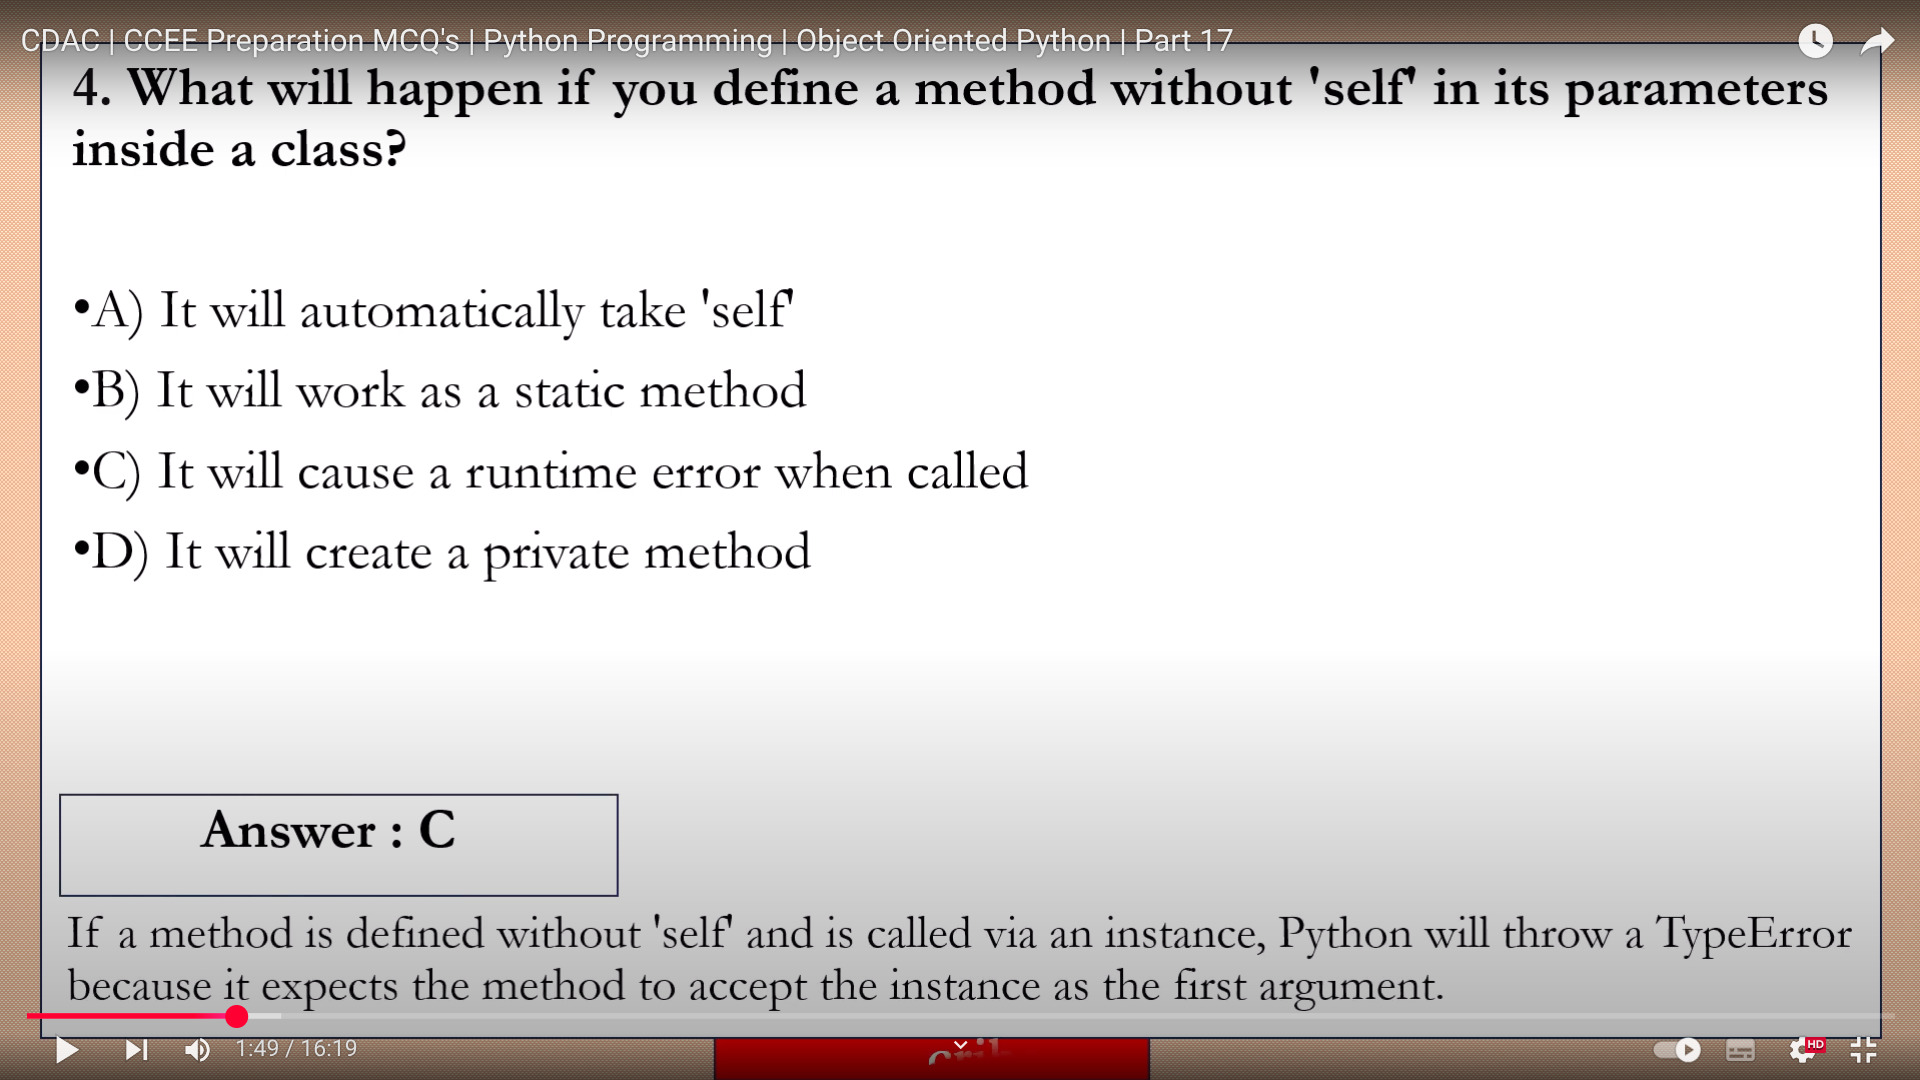 CDAC | CCEE Preparation MCQ's | Python Programming | Object Oriented Python | Part 17
4. What will happen if you define a method without 'self' in its parameters
inside a class?
•A) It will automatically take 'self'
•B) It will work as a static method
•C) It will cause a runtime error when called
•D) It will create a private method
Answer : C
If a method is defined without 'self' and is called via an instance, Python will throw a TypeError
because it expects the method to accept the instance as the first argument.
1:49 / 16:19
HD